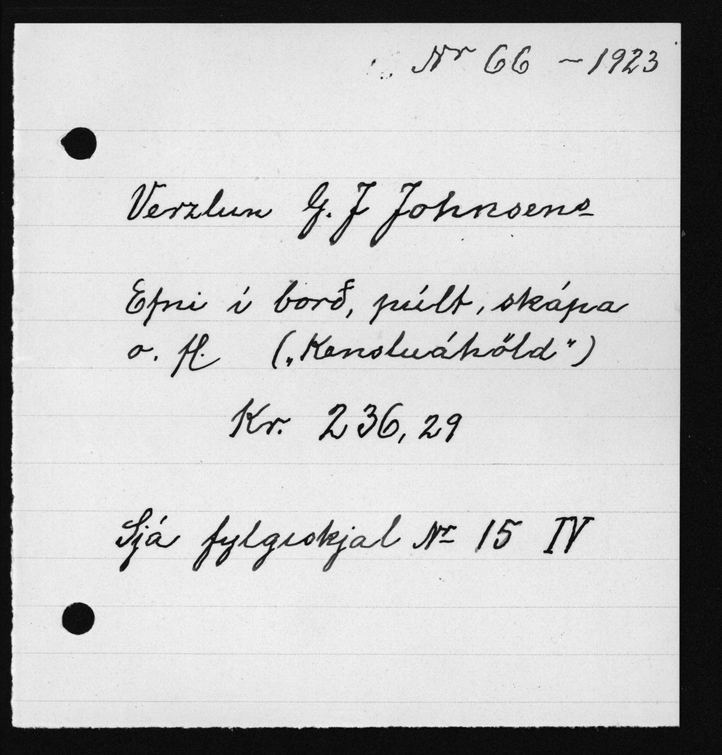 Nr 66 – 1923
Verzlun G. J Johnsens
Efni í borð, púlt, skápa
o. fl. („Kensluáhöld")
Kr. 236,29
Sjá fylgiskjal Nr 15 IV